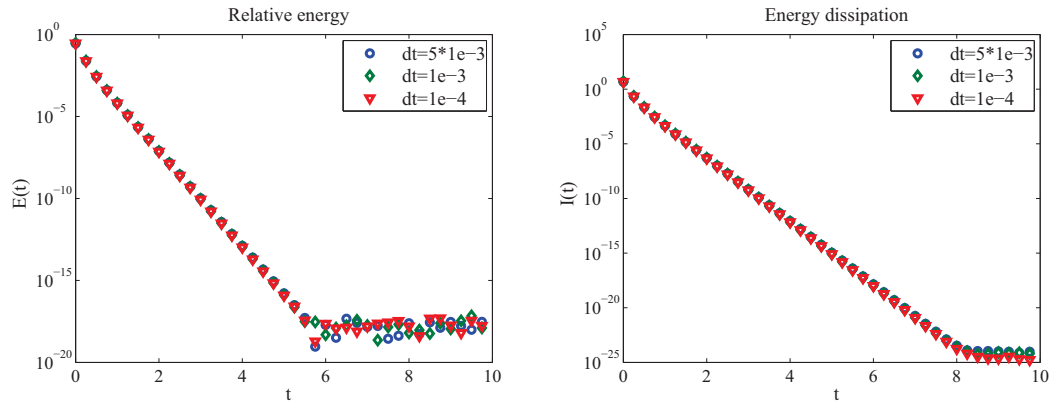 Relative energy
10^0
10^-5
10^-10
10^-15
10^-20
E(t)
0 2 4 6 8 10
t
dt=5*1e-3
dt=1e-3
dt=1e-4
Energy dissipation
10^5
10^0
10^-5
10^-10
10^-15
10^-20
10^-25
I(t)
0 2 4 6 8 10
t
dt=5*1e-3
dt=1e-3
dt=1e-4